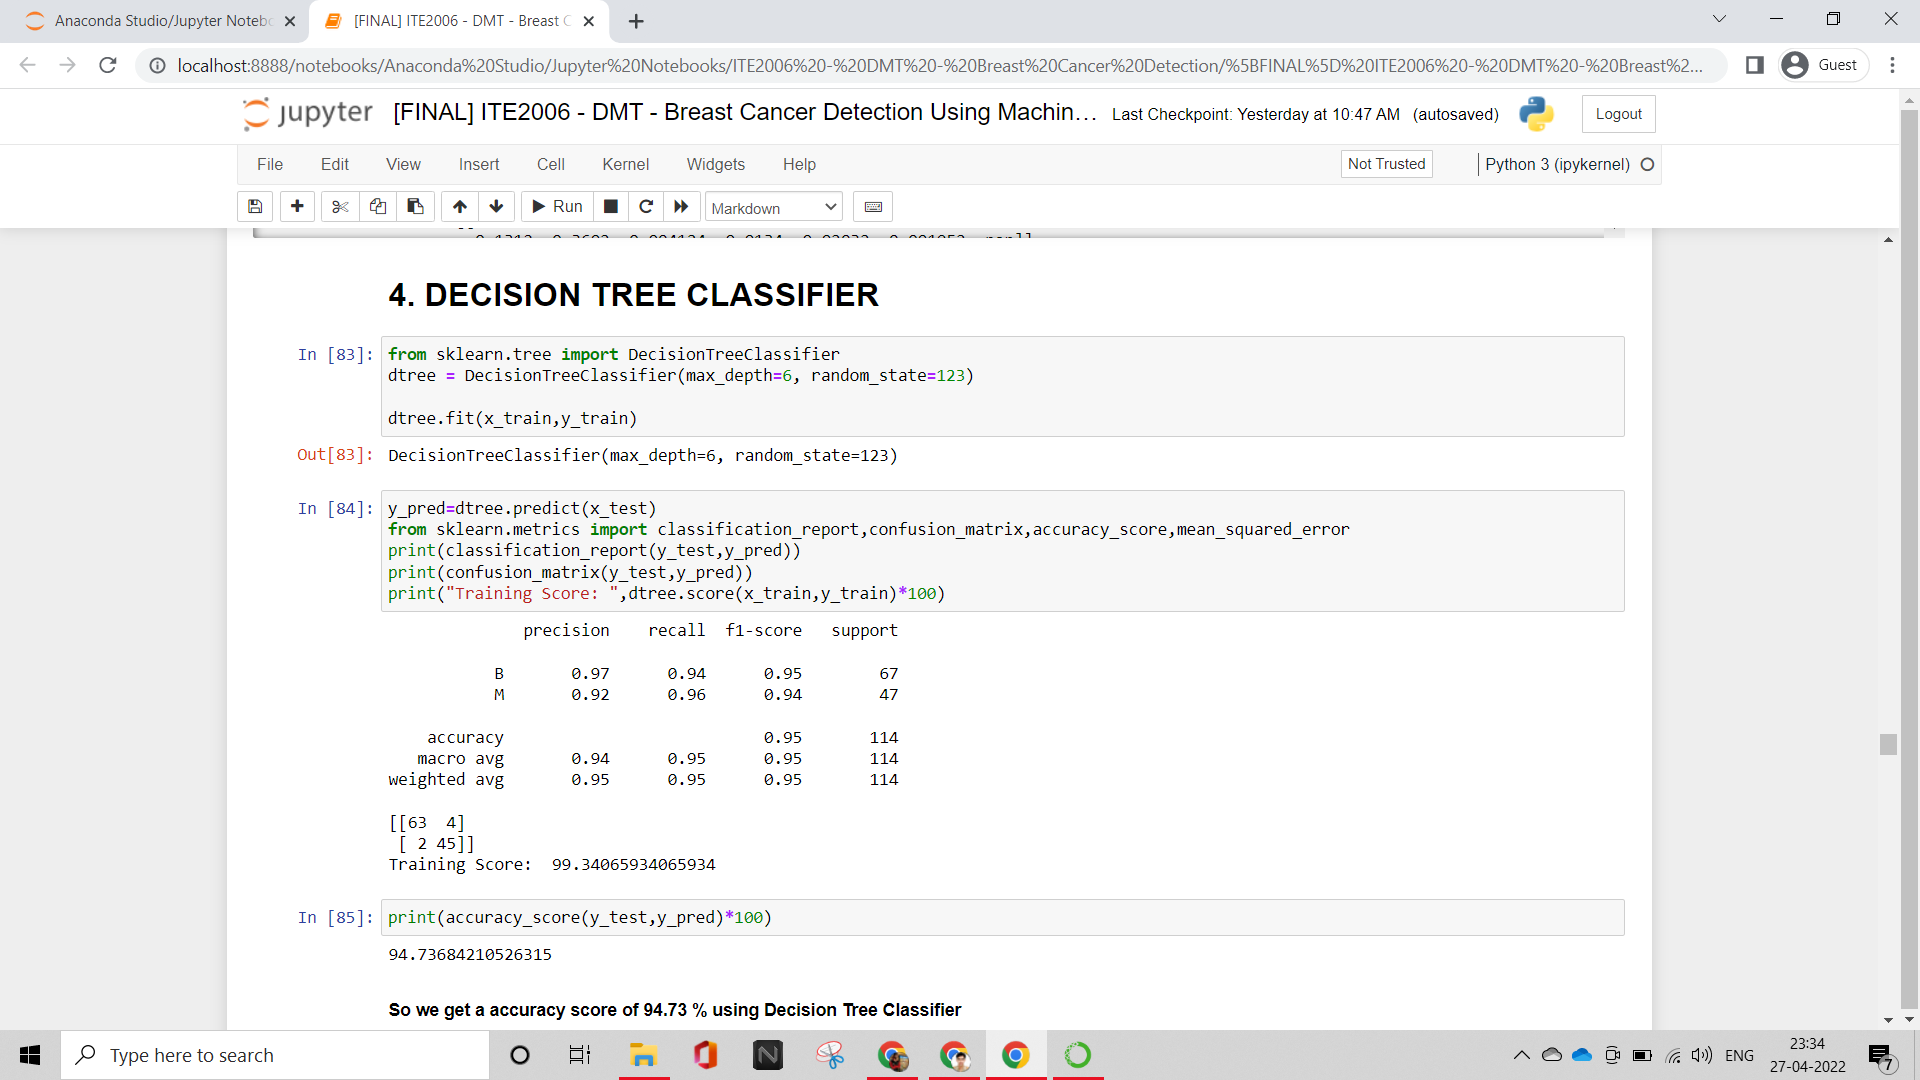 Anaconda Studio/Jupyter Notebo
[FINAL] ITE2006 - DMT - Breast C
localhost:8888/notebooks/Anaconda%20Studio/Jupyter%20Notebooks/ITE2006%20-%20DMT%20-%20Breast%20Cancer%20Detection/%5BFINAL%5D%20ITE2006%20-%20DMT%20-%20Breast%2...
Guest
jupyter [FINAL] ITE2006 - DMT - Breast Cancer Detection Using Machin... Last Checkpoint: Yesterday at 10:47 AM (autosaved)
Logout
File Edit View Insert Cell Kernel Widgets Help
Not Trusted
Python 3 (ipykernel)
Run
Markdown
4. DECISION TREE CLASSIFIER
In [83]: from sklearn.tree import DecisionTreeClassifier
dtree = DecisionTreeClassifier(max_depth=6, random_state=123)
dtree.fit(x_train,y_train)
Out[83]: DecisionTreeClassifier(max_depth=6, random_state=123)
In [84]: y_pred=dtree.predict(x_test)
from sklearn.metrics import classification_report,confusion_matrix,accuracy_score,mean_squared_error
print(classification_report(y_test,y_pred))
print(confusion_matrix(y_test,y_pred))
print("Training Score: ",dtree.score(x_train,y_train)*100)
precision recall f1-score support
B 0.97 0.94 0.95 67
M 0.92 0.96 0.94 47
accuracy 0.95 114
macro avg 0.94 0.95 0.95 114
weighted avg 0.95 0.95 0.95 114
[[63 4]
[ 2 45]]
Training Score: 99.34065934065934
In [85]: print(accuracy_score(y_test,y_pred)*100)
94.73684210526315
So we get a accuracy score of 94.73 % using Decision Tree Classifier
Type here to search
ENG
23:34
27-04-2022
7